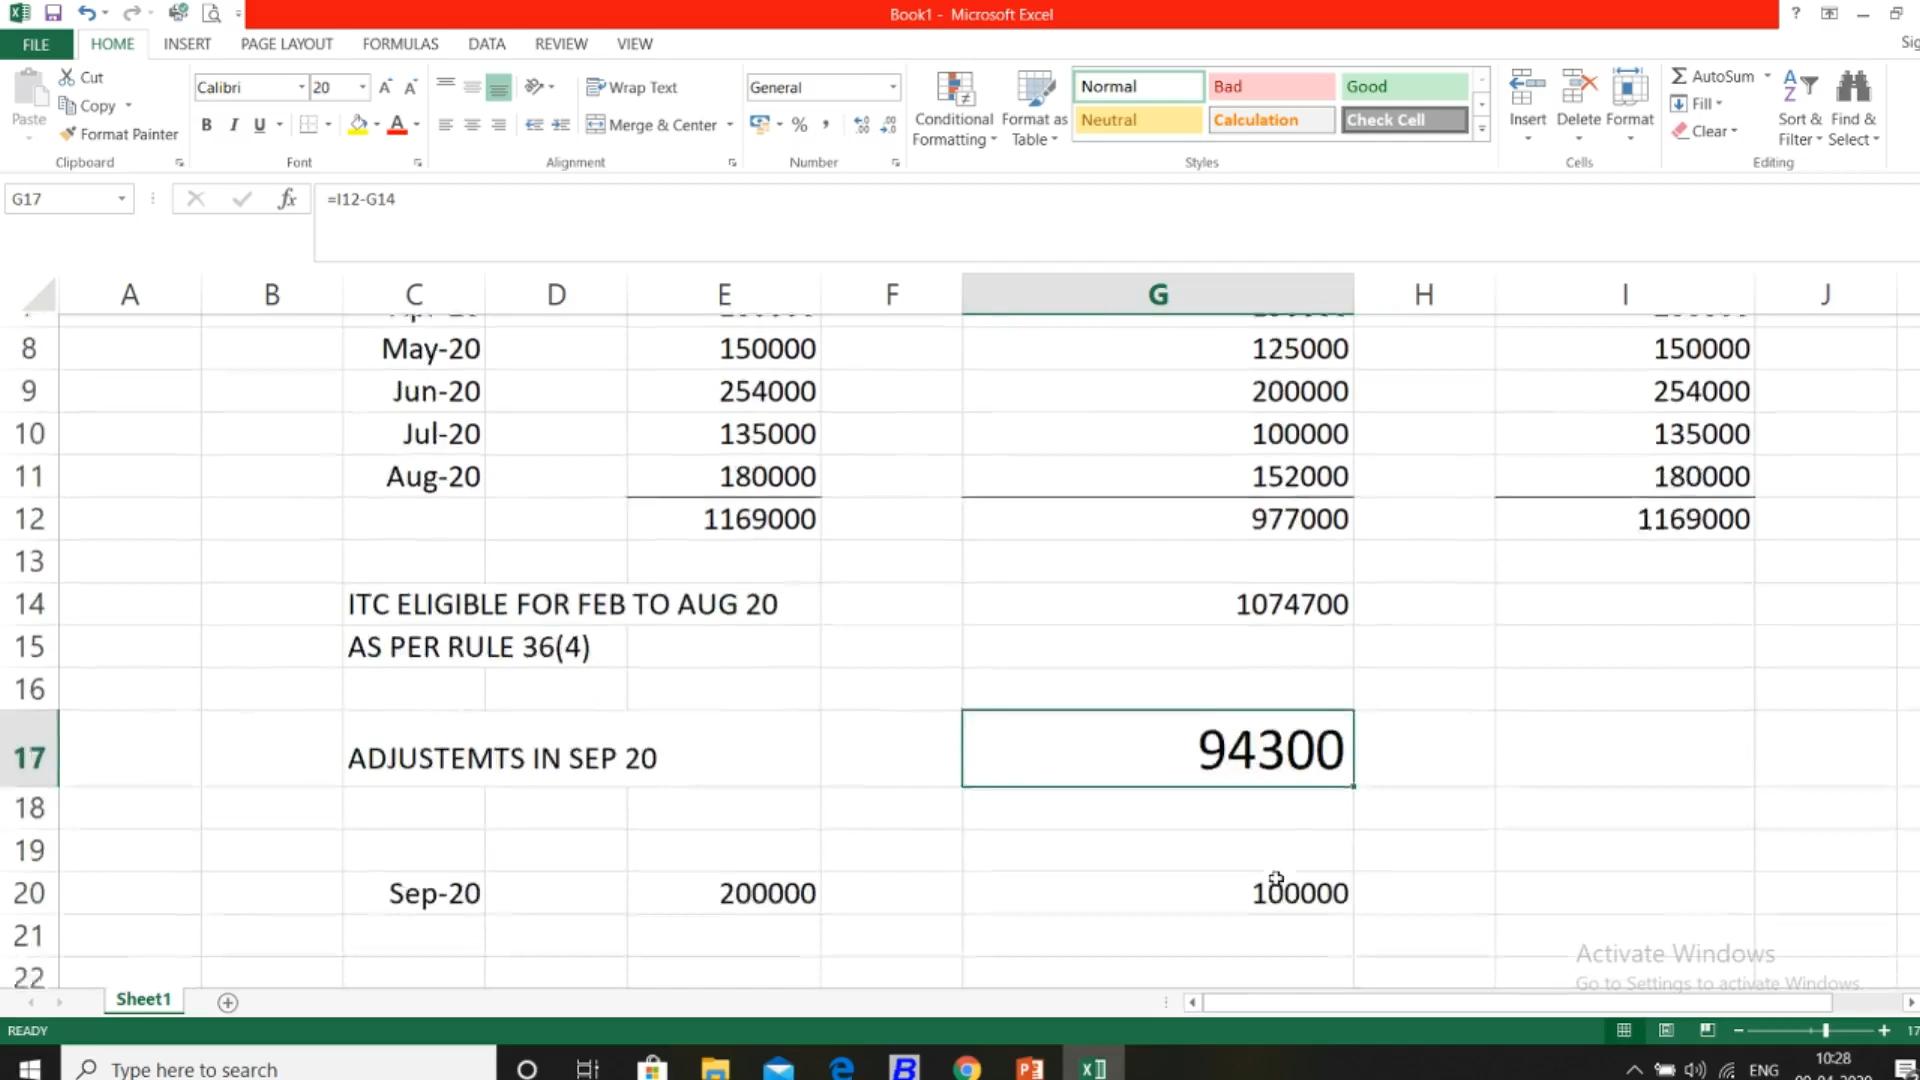 Book1 - Microsoft Excel
FILE HOME INSERT PAGE LAYOUT FORMULAS DATA REVIEW VIEW
Paste Cut Copy Format Painter
Calibri 20
B I U
Wrap Text
Merge & Center
General
Conditional Formatting
Format as Table
Normal Bad Good
Neutral Calculation Check Cell
Insert Delete Format
AutoSum
Fill
Clear
Sort & Filter
Find & Select
Clipboard Font Alignment Number Styles Cells Editing
G17 fx =I12-G14
A B C D E F G H I J
8 May-20 150000 125000 150000
9 Jun-20 254000 200000 254000
10 Jul-20 100000 135000 135000
11 Aug-20 180000 152000 180000
12 1169000 977000 1169000
13
14 ITC ELIGIBLE FOR FEB TO AUG 20 1074700
15 AS PER RULE 36(4)
16
17 ADJUSTEMTS IN SEP 20 94300
18
19
20 Sep-20 200000 100000
21
22
Activate Windows
Go to Settings to activate Windows.
Sheet1
READY
Type here to search
ENG
10:28